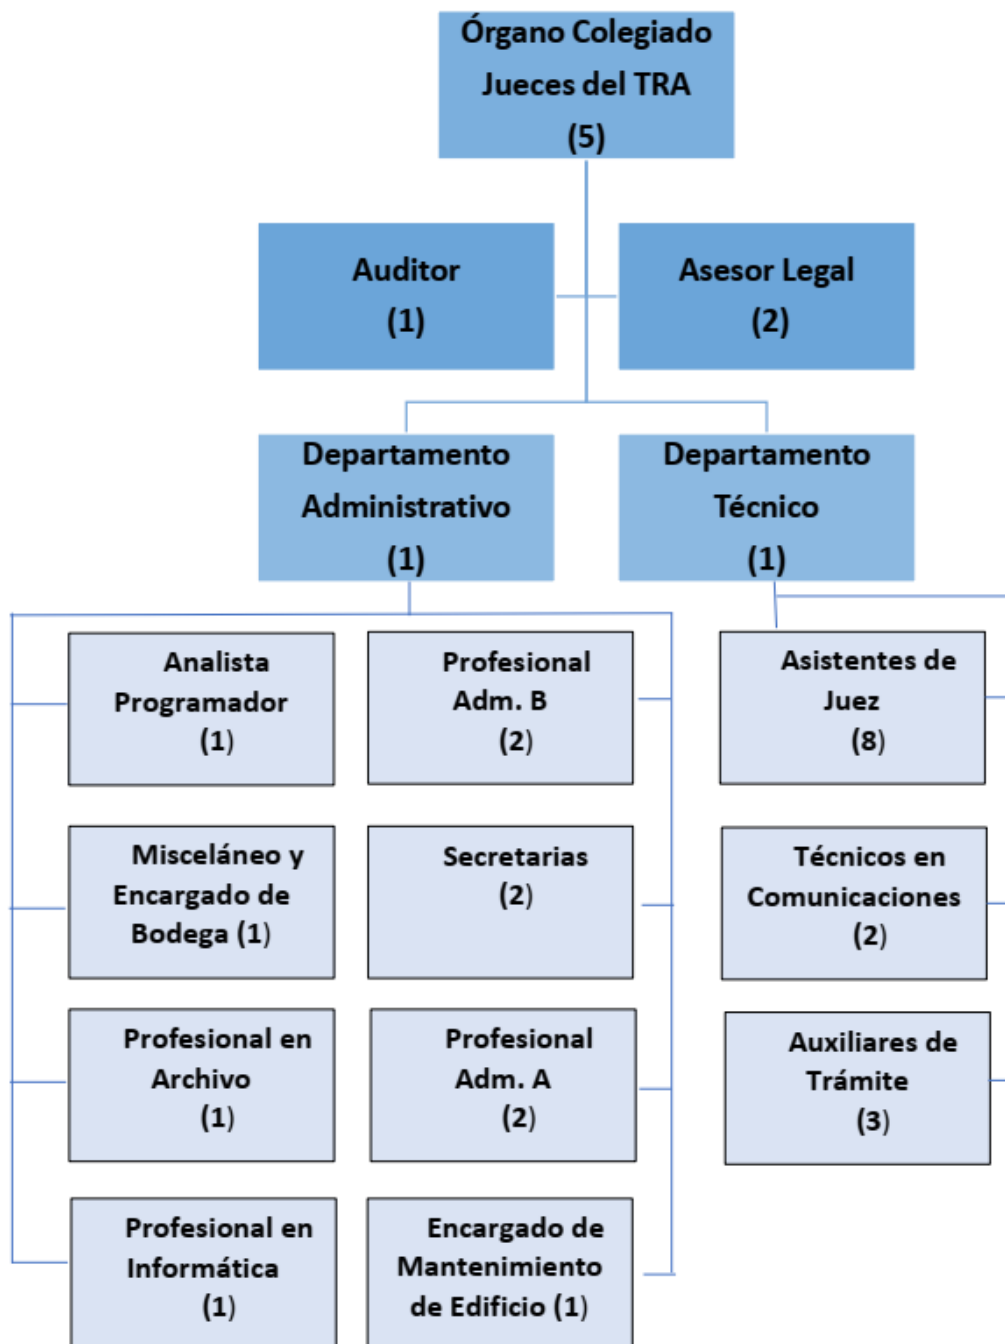 Órgano Colegiado
Jueces del TRA
(5)
Auditor
(1)
Asesor Legal
(2)
Departamento
Administrativo
(1)
Departamento
Técnico
(1)
Analista
Programador
(1)
Profesional
Adm. B
(2)
Asistentes de
Juez
(8)
Misceláneo y
Encargado de
Bodega (1)
Secretarias
(2)
Técnicos en
Comunicaciones
(2)
Profesional en
Archivo
(1)
Profesional
Adm. A
(2)
Auxiliares de
Trámite
(3)
Profesional en
Informática
(1)
Encargado de
Mantenimiento
de Edificio (1)